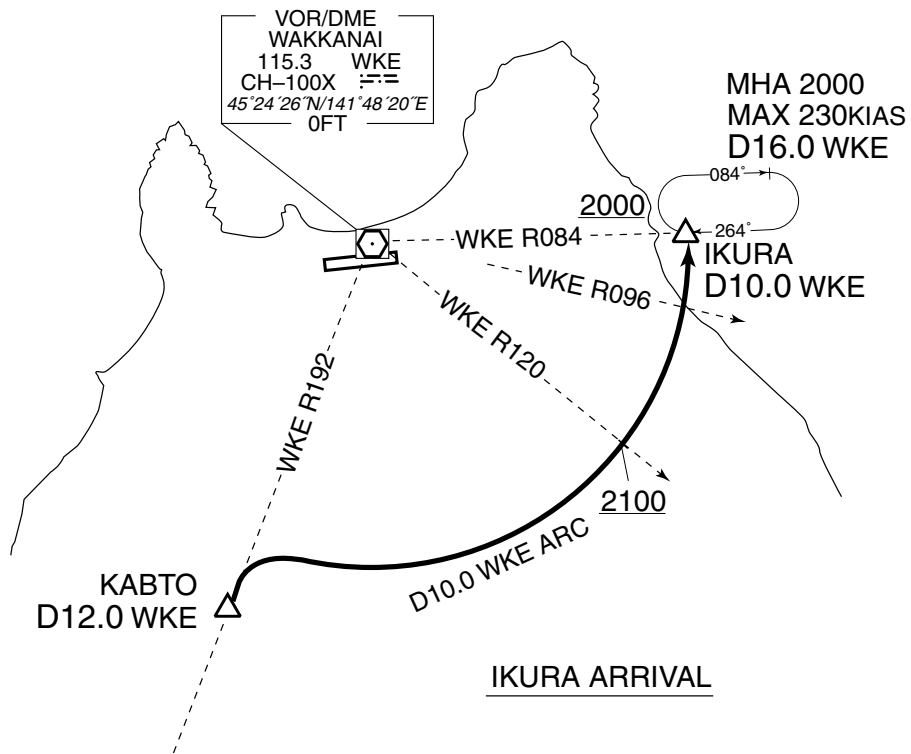 VOR/DME
WAKKANAI
115.3 WKE
CH–100X
45°24´26˝N/141°48´20˝E
0FT
MHA 2000
MAX 230KIAS
D16.0 WKE
084°
2000
264°
WKE R084
IKURA
D10.0 WKE
WKE R096
WKE R120
WKE R192
2100
D10.0 WKE ARC
KABTO
D12.0 WKE
IKURA ARRIVAL